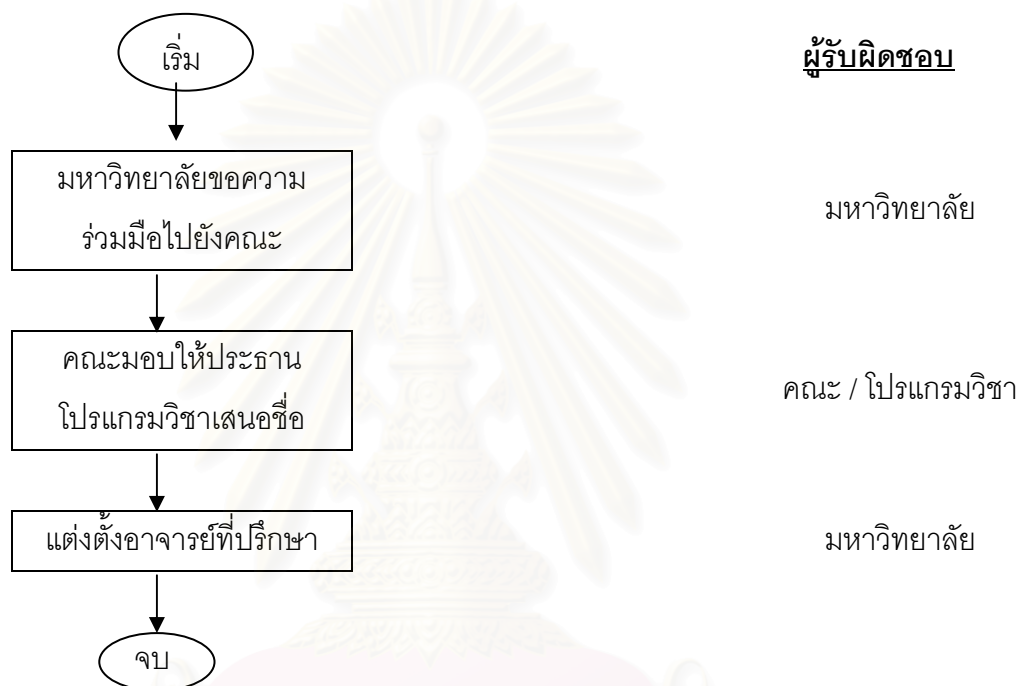 เริ่ม
ผู้รับผิดชอบ
มหาวิทยาลัยขอความ
ร่วมมือไปยังคณะ
มหาวิทยาลัย
คณะมอบให้ประธาน
โปรแกรมวิชาเสนอชื่อ
คณะ / โปรแกรมวิชา
แต่งตั้งอาจารย์ที่ปรึกษา
มหาวิทยาลัย
จบ